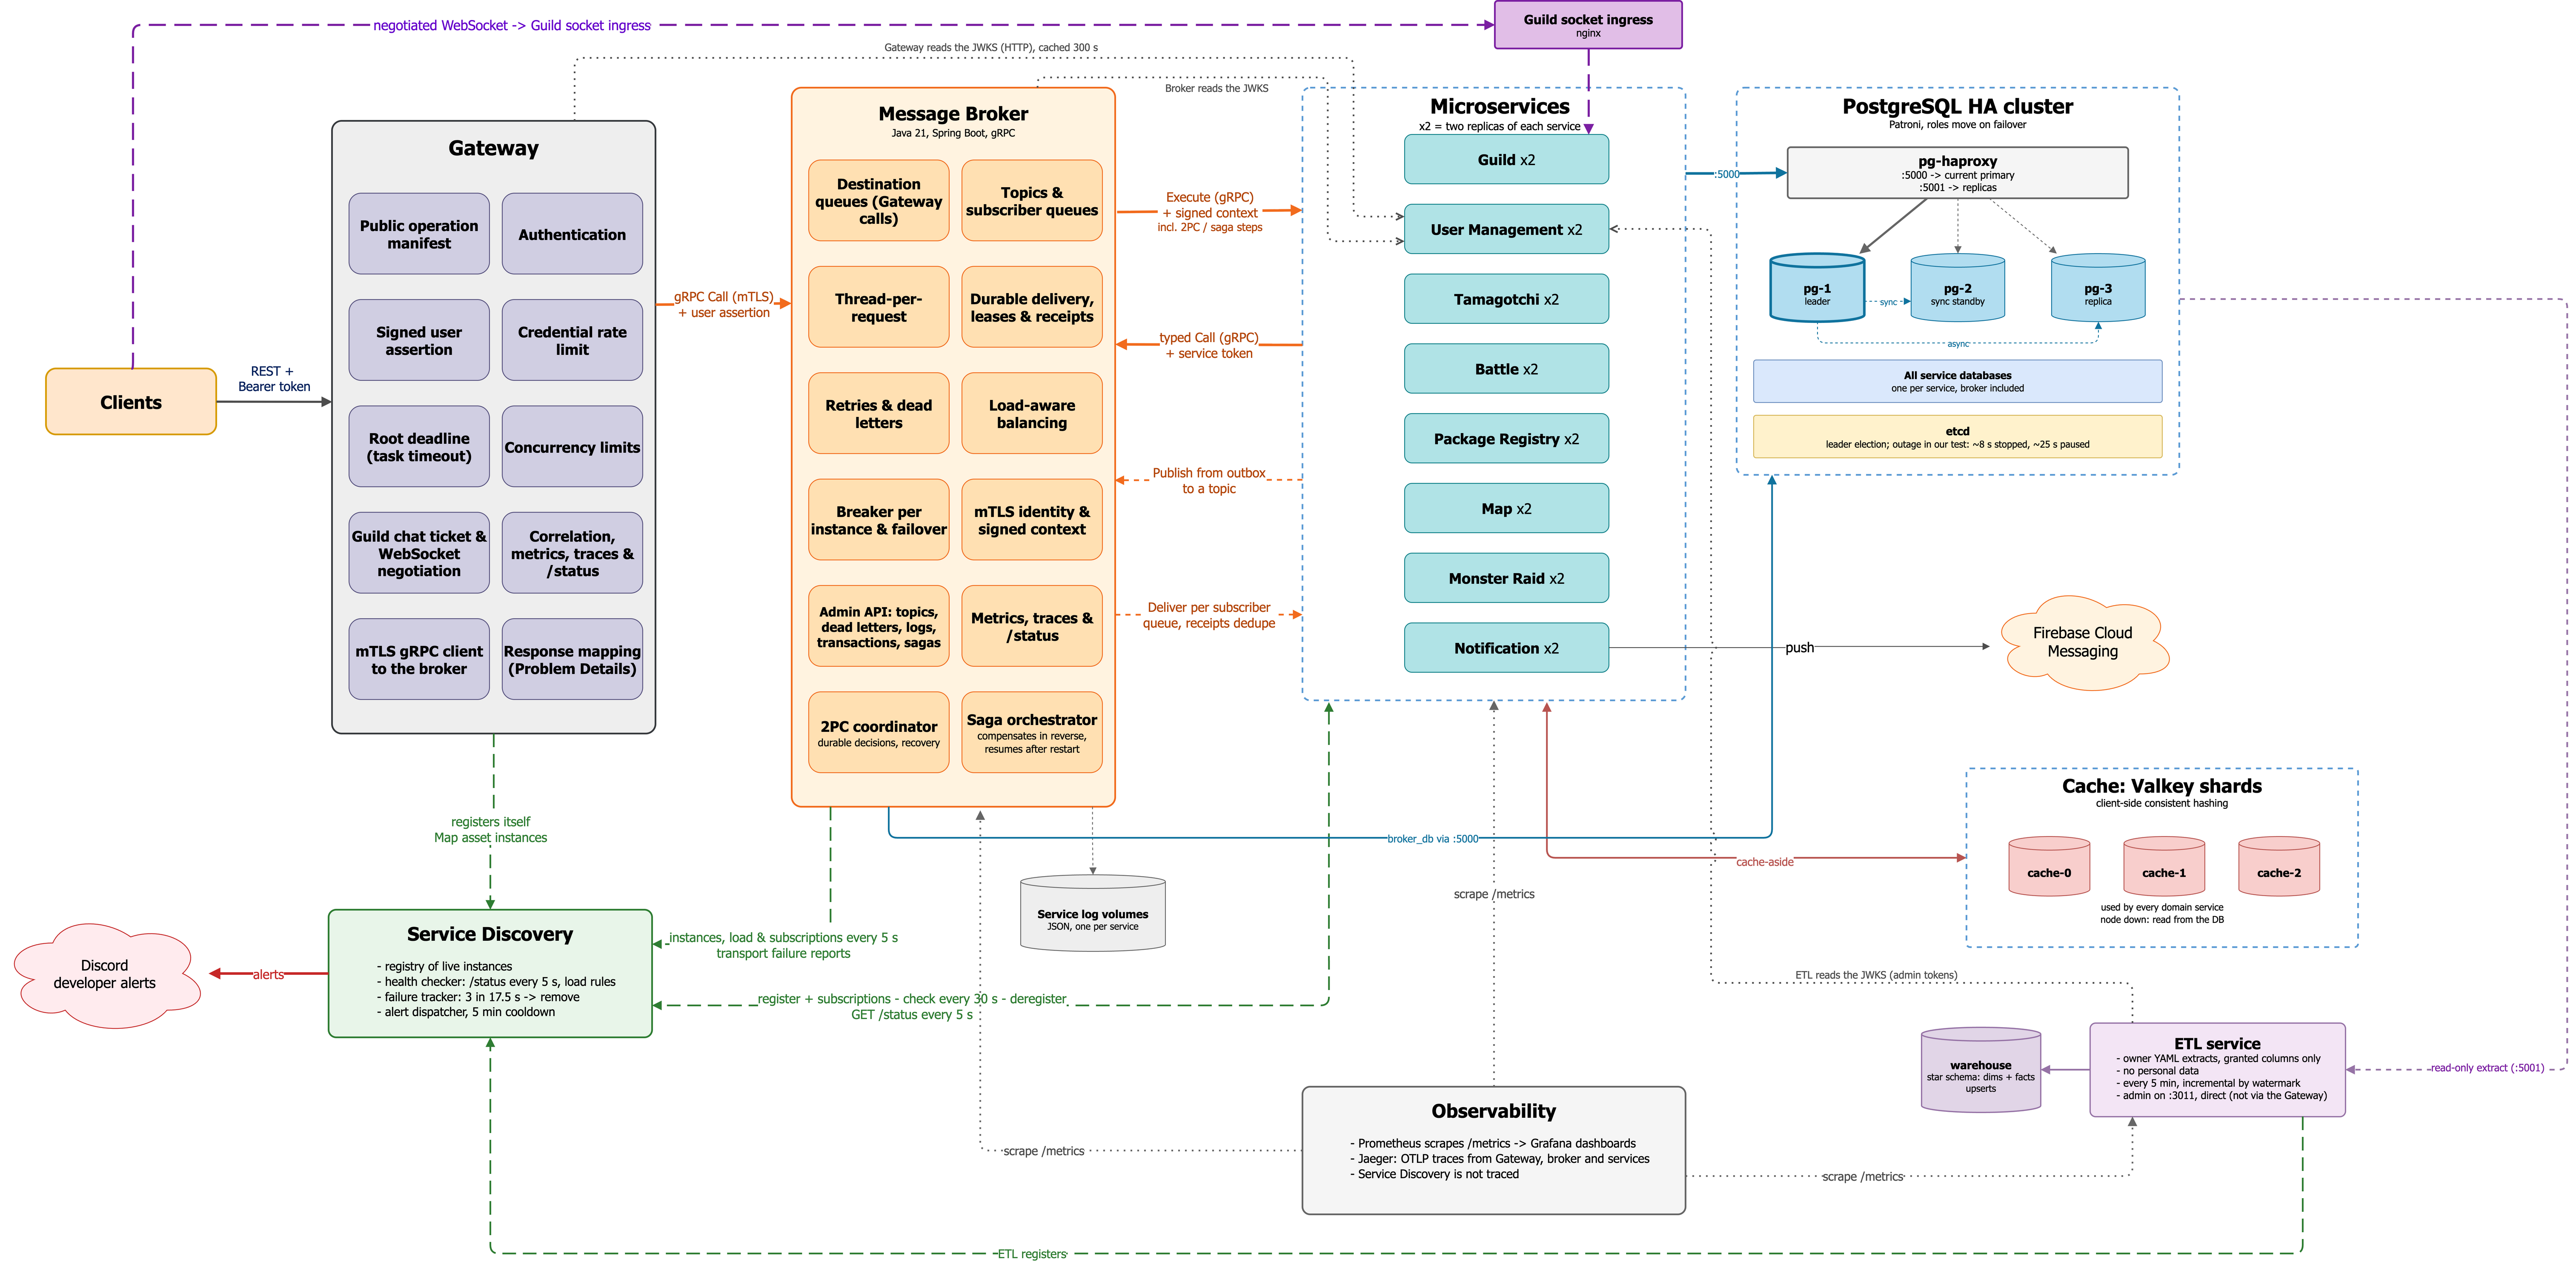 negotiated WebSocket -> Guild socket ingress
Guild socket ingress
nginx
Gateway reads the JWKS (HTTP), cached 300 s
Broker reads the JWKS
Clients
REST +
Bearer token
Gateway
Public operation
manifest
Authentication
Signed user
assertion
Credential rate
limit
Root deadline
(task timeout)
Concurrency limits
Guild chat ticket &
WebSocket
negotiation
Correlation,
metrics, traces &
/status
mTLS gRPC client
to the broker
Response mapping
(Problem Details)
gRPC Call (mTLS)
+ user assertion
Message Broker
Java 21, Spring Boot, gRPC
Destination
queues (Gateway
calls)
Topics &
subscriber queues
Thread-per-
request
Durable delivery,
leases & receipts
Retries & dead
letters
Load-aware
balancing
Breaker per
instance & failover
mTLS identity &
signed context
Admin API: topics,
dead letters, logs,
transactions, sagas
Metrics, traces &
/status
2PC coordinator
durable decisions, recovery
Saga orchestrator
compensates in reverse,
resumes after restart
Execute (gRPC)
+ signed context
incl. 2PC / saga steps
typed Call (gRPC)
+ service token
Publish from outbox
to a topic
Deliver per subscriber
queue, receipts dedupe
Microservices
x2 = two replicas of each service
Guild x2
User Management x2
Tamagotchi x2
Battle x2
Package Registry x2
Map x2
Monster Raid x2
Notification x2
:5000
PostgreSQL HA cluster
Patroni, roles move on failover
pg-haproxy
:5000 -> current primary
:5001 -> replicas
pg-1
leader
sync
pg-2
sync standby
pg-3
replica
async
All service databases
one per service, broker included
etcd
leader election; outage in our test: ~8 s stopped, ~25 s paused
push
Firebase Cloud
Messaging
Cache: Valkey shards
client-side consistent hashing
cache-0
cache-1
cache-2
used by every domain service
node down: read from the DB
broker_db via :5000
cache-aside
registers itself
Map asset instances
Service Discovery
- registry of live instances
- health checker: /status every 5 s, load rules
- failure tracker: 3 in 17.5 s -> remove
- alert dispatcher, 5 min cooldown
alerts
Discord
developer alerts
instances, load & subscriptions every 5 s
transport failure reports
register + subscriptions - check every 30 s - deregister
GET /status every 5 s
Service log volumes
JSON, one per service
scrape /metrics
scrape /metrics
scrape /metrics
Observability
- Prometheus scrapes /metrics -> Grafana dashboards
- Jaeger: OTLP traces from Gateway, broker and services
- Service Discovery is not traced
ETL reads the JWKS (admin tokens)
warehouse
star schema: dims + facts
upserts
ETL service
- owner YAML extracts, granted columns only
- no personal data
- every 5 min, incremental by watermark
- admin on :3011, direct (not via the Gateway)
read-only extract (:5001)
ETL registers